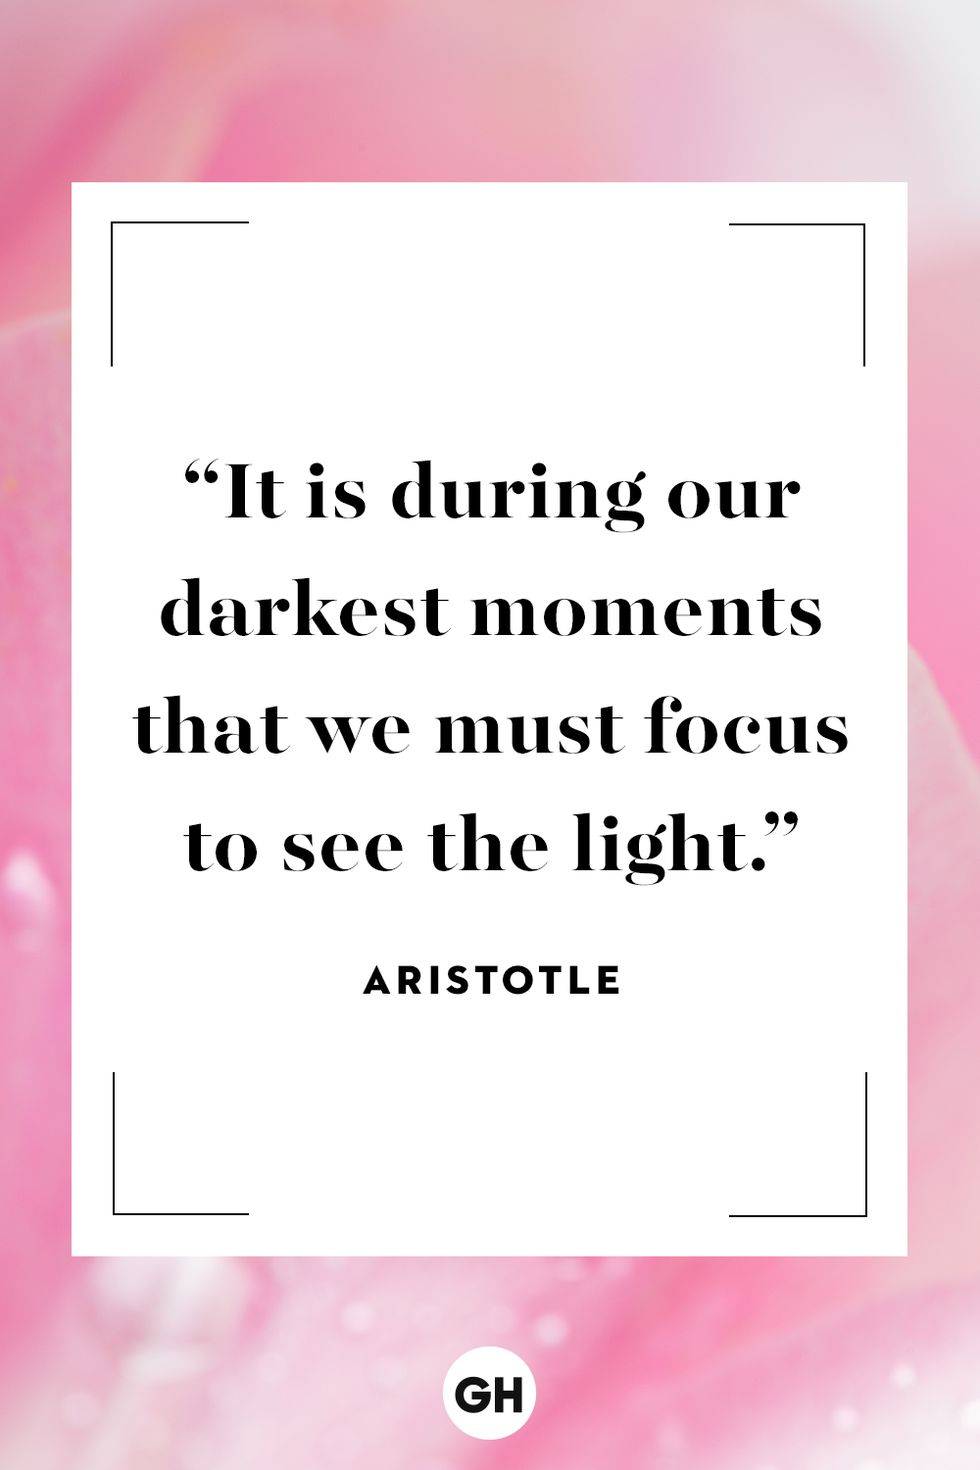 “It is during our
darkest moments
that we must focus
to see the light.”
ARISTOTLE
GH